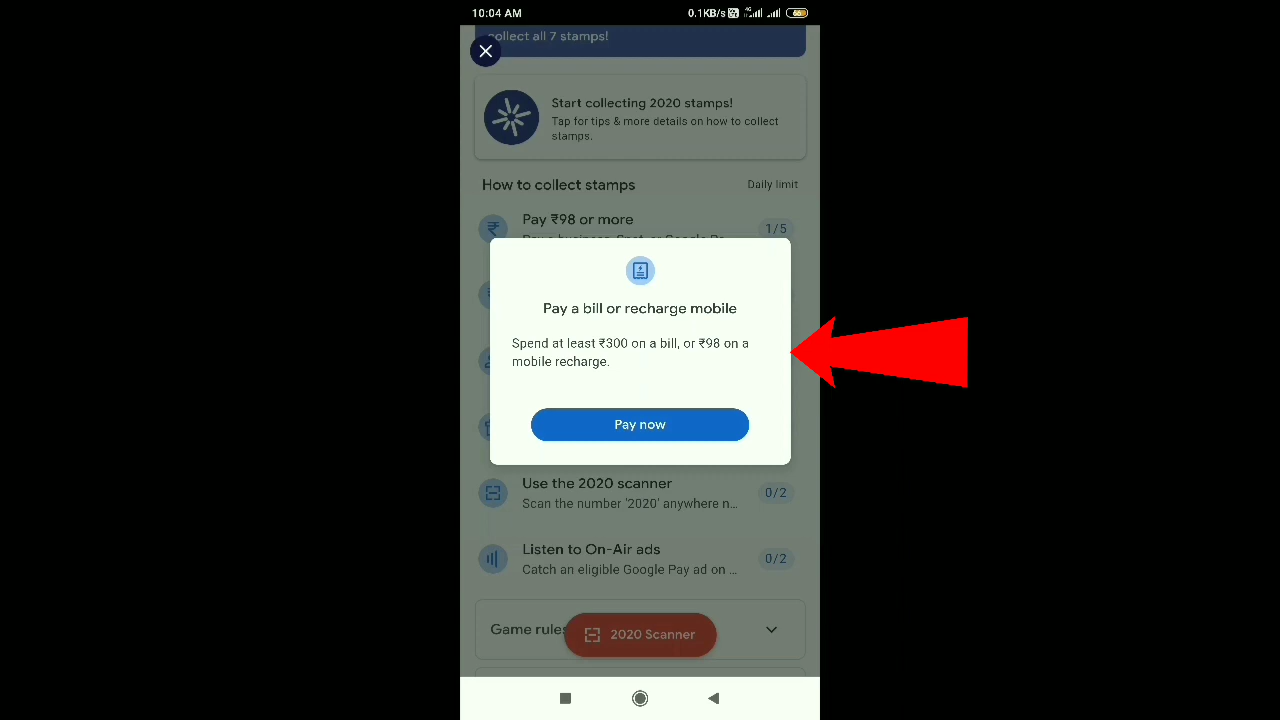 10:04 AM 0.1KB/s 4G 66
collect all 7 stamps!
Start collecting 2020 stamps!
Tap for tips & more details on how to collect
stamps.
How to collect stamps Daily limit
Pay ₹98 or more
1/5
Pay a bill or recharge mobile
Spend at least ₹300 on a bill, or ₹98 on a
mobile recharge.
Pay now
Use the 2020 scanner
Scan the number '2020' anywhere n...
0/2
Listen to On-Air ads
Catch an eligible Google Pay ad on ...
0/2
Game rules
2020 Scanner